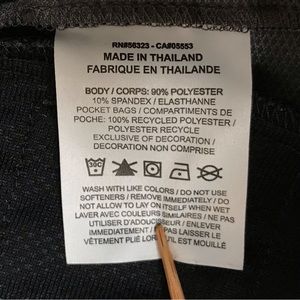 RN#56323 - CA#05553
MADE IN THAILAND
FABRIQUE EN THAILANDE
BODY / CORPS: 90% POLYESTER
10% SPANDEX / ELASTHANNE
POCKET BAGS / COMPARTIMENTS DE
POCHE: 100% RECYCLED POLYESTER /
POLYESTER RECYCLE
EXCLUSIVE OF DECORATION /
DECORATION NON COMPRISE
30C
WASH WITH LIKE COLORS / DO NOT USE
SOFTENERS / REMOVE IMMEDIATELY / DO
NOT ALLOW TO LAY ON ITSELF WHEN WET
LAVER AVEC COULEURS SIMILAIRES / NE PAS
UTILISER D'ADOUCISSEUR / ENLEVER
IMMEDIATEMENT / PAS LAISSER LE
VÊTEMENT PLIÉ LORS IL EST MOUILLÉ